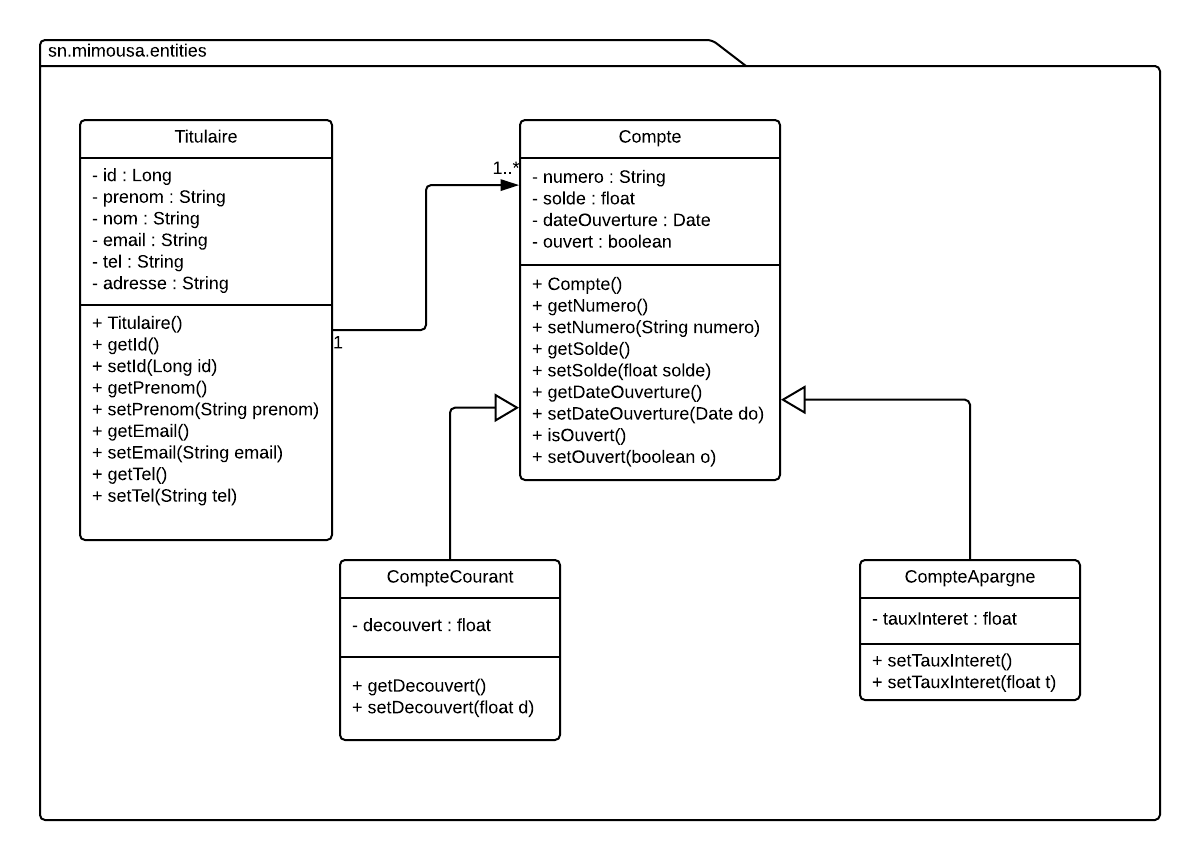 sn.mimousa.entities
Titulaire
- id : Long
- prenom : String
- nom : String
- email : String
- tel : String
- adresse : String
+ Titulaire()
+ getId()
+ setId(Long id)
+ getPrenom()
+ setPrenom(String prenom)
+ getEmail()
+ setEmail(String email)
+ getTel()
+ setTel(String tel)
1
1..*
Compte
- numero : String
- solde : float
- dateOuverture : Date
- ouvert : boolean
+ Compte()
+ getNumero()
+ setNumero(String numero)
+ getSolde()
+ setSolde(float solde)
+ getDateOuverture()
+ setDateOuverture(Date do)
+ isOuvert()
+ setOuvert(boolean o)
CompteCourant
- decouvert : float
+ getDecouvert()
+ setDecouvert(float d)
CompteApargne
- tauxInteret : float
+ setTauxInteret()
+ setTauxInteret(float t)